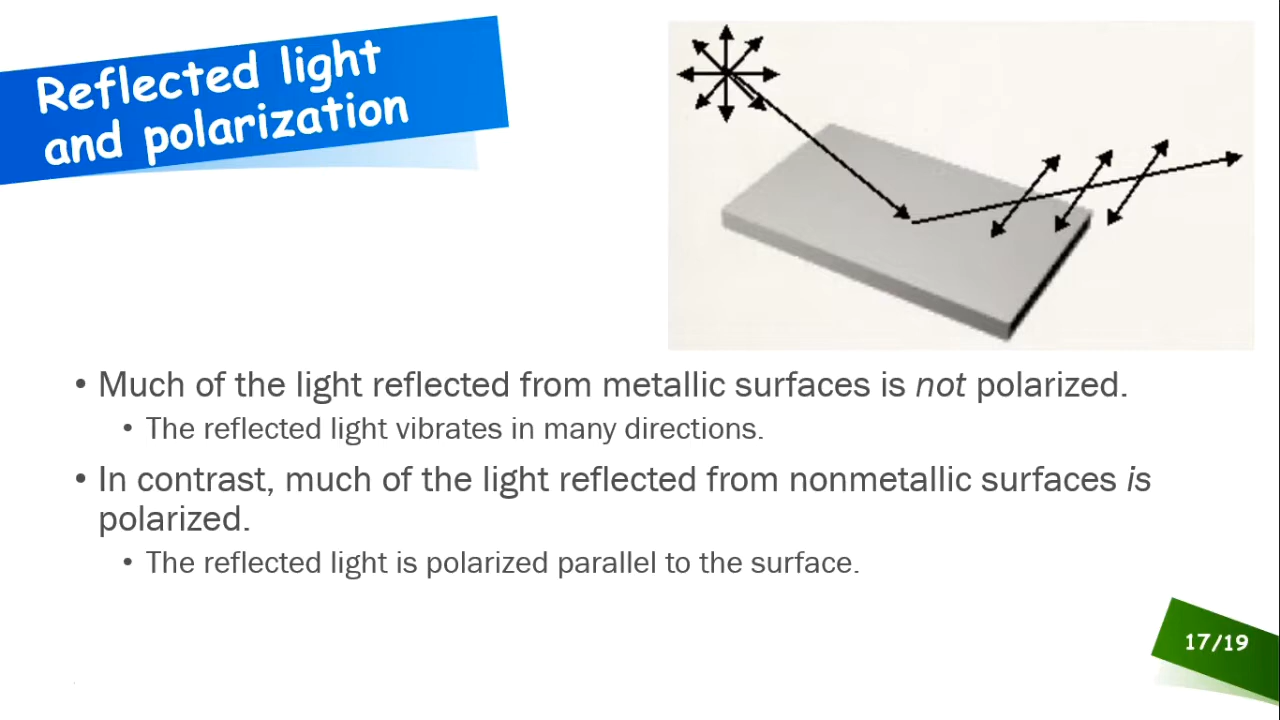 Reflected light
and polarization
• Much of the light reflected from metallic surfaces is not polarized.
• The reflected light vibrates in many directions.
• In contrast, much of the light reflected from nonmetallic surfaces is
polarized.
• The reflected light is polarized parallel to the surface.
17/19